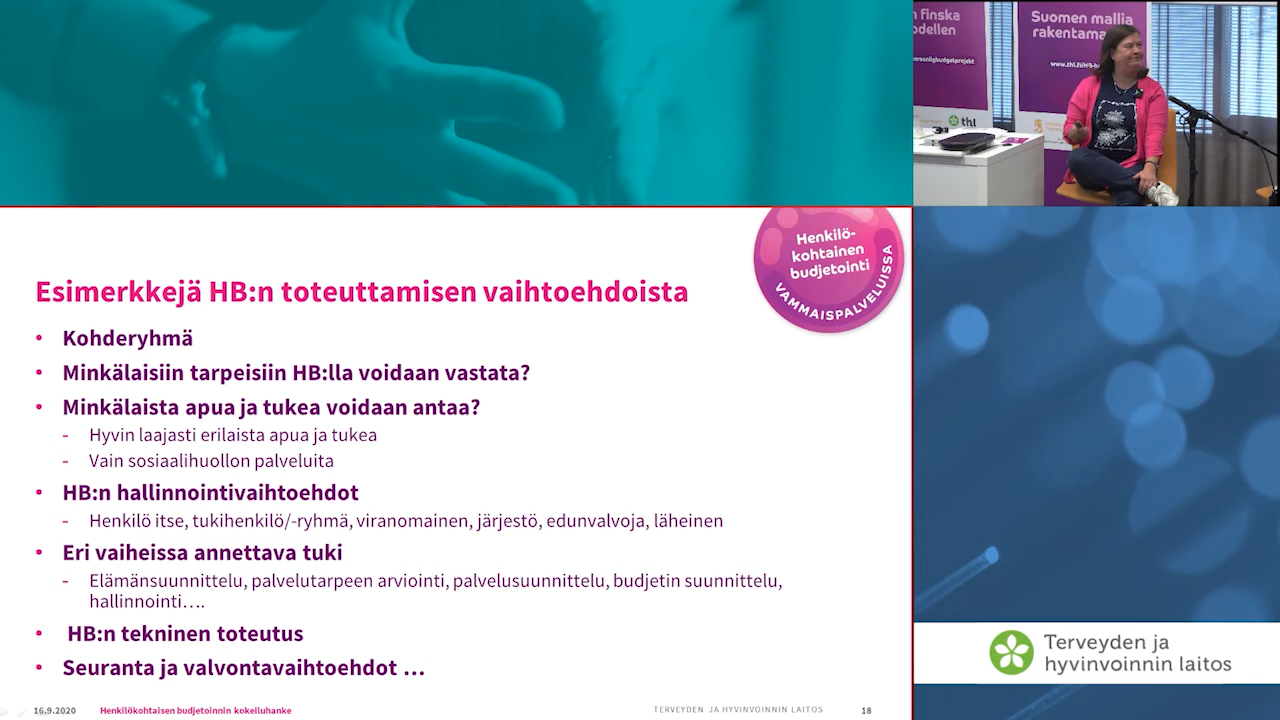 n finska
odellen
personligbudgetprojekt
thl
Suomen mallia
rakentama
www.thl.fi/HB-h
Henkilö-
kohtainen
budjetointi
VAMMAISPALVELUISSA
Esimerkkejä HB:n toteuttamisen vaihtoehdoista
• Kohderyhmä
• Minkälaisiin tarpeisiin HB:lla voidaan vastata?
• Minkälaista apua ja tukea voidaan antaa?
- Hyvin laajasti erilaista apua ja tukea
- Vain sosiaalihuollon palveluita
• HB:n hallinnointivaihtoehdot
- Henkilö itse, tukihenkilö/-ryhmä, viranomainen, järjestö, edunvalvoja, läheinen
• Eri vaiheissa annettava tuki
- Elämänsuunnittelu, palvelutarpeen arviointi, palvelusuunnittelu, budjetin suunnittelu,
hallinnointi….
• HB:n tekninen toteutus
• Seuranta ja valvontavaihtoehdot …
16.9.2020
Henkilökohtaisen budjetoinnin kokeiluhanke
TERVEYDEN JA HYVINVOINNIN LAITOS
18
Terveyden ja
hyvinvoinnin laitos